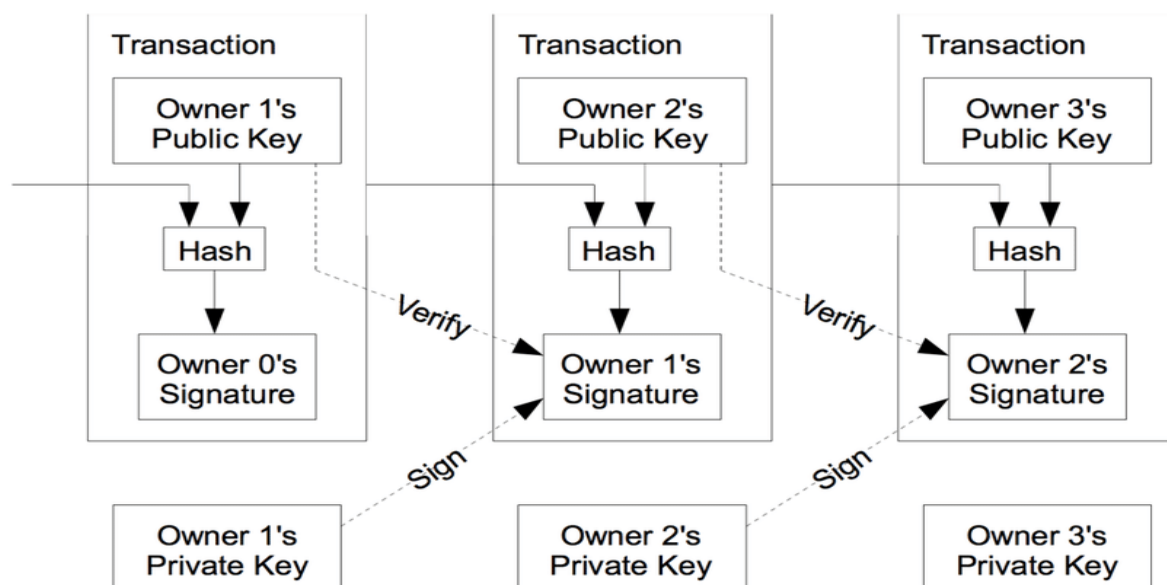 Transaction
Owner 1's
Public Key
Hash
Verify
Owner 0's
Signature
Sign
Owner 1's
Private Key
Transaction
Owner 2's
Public Key
Hash
Verify
Owner 1's
Signature
Sign
Owner 2's
Private Key
Transaction
Owner 3's
Public Key
Hash
Owner 2's
Signature
Owner 3's
Private Key